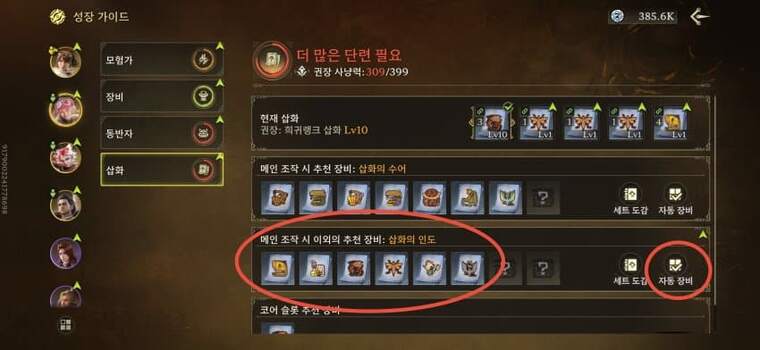 성장 가이드
385.6K
모험가
장비
동반자
삽화
더 많은 단련 필요
권장 사냥력:309/399
현재 삽화
권장: 희귀랭크 삽화 Lv10
3 1 1 1 4
Lv10 Lv1 Lv1 Lv1 Lv1
메인 조작 시 추천 장비: 삽화의 수어
? 세트 도감 자동 장비
메인 조작 시 이외의 추천 장비: 삽화의 인도
? ? 세트 도감 자동 장비
코어 슬롯 추천 장비